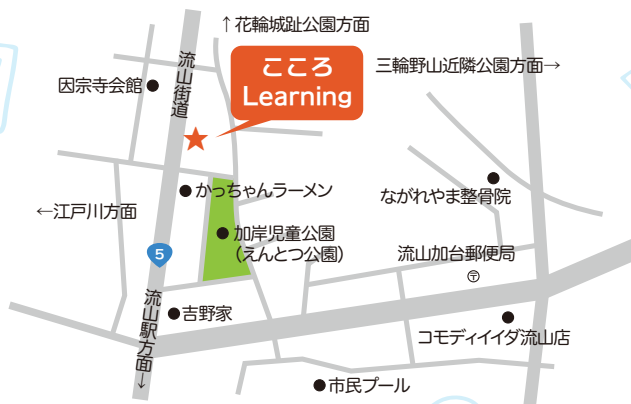 ↑花輪城趾公園方面
こころ
Learning
三輪野山近隣公園方面→
流山街道
因宗寺会館
かっちゃんラーメン
ながれやま整骨院
←江戸川方面
加岸児童公園
（えんとつ公園）
5
流山加台郵便局
〒
流山駅方面→
吉野家
コモディイイダ流山店
市民プール